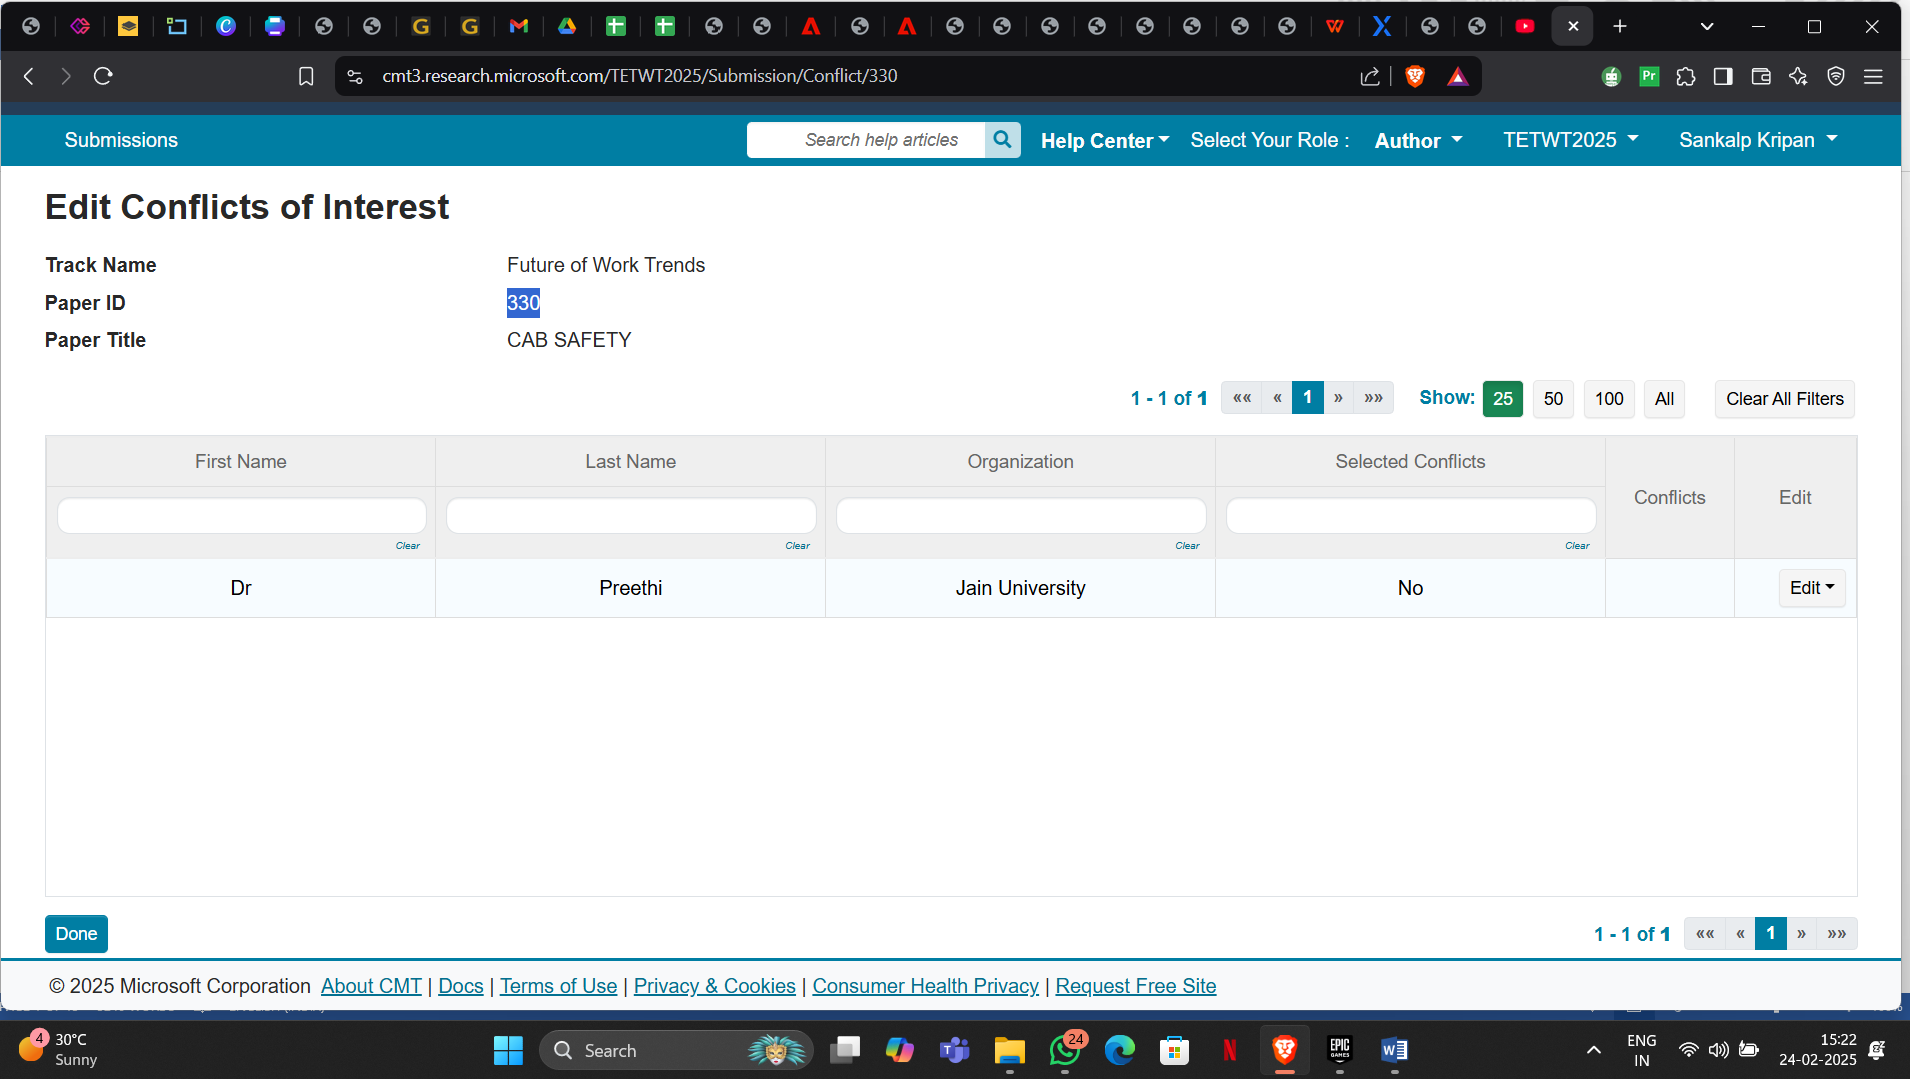 Pr
cmt3.research.microsoft.com/TETWT2025/Submission/Conflict/330
Submissions
Search help articles
Help Center
Select Your Role :
Author
TETWT2025
Sankalp Kripan
Edit Conflicts of Interest
Track Name
Future of Work Trends
Paper ID
330
Paper Title
CAB SAFETY
1 - 1 of 1
««
«
1
»
»»
Show:
25
50
100
All
Clear All Filters
First Name
Last Name
Organization
Selected Conflicts
Conflicts
Edit
Clear
Clear
Clear
Clear
Dr
Preethi
Jain University
No
Edit
Done
1 - 1 of 1
««
«
1
»
»»
© 2025 Microsoft Corporation About CMT | Docs | Terms of Use | Privacy & Cookies | Consumer Health Privacy | Request Free Site
4
30°C
Sunny
Search
24
EPIC
GAMES
ENG
IN
15:22
24-02-2025